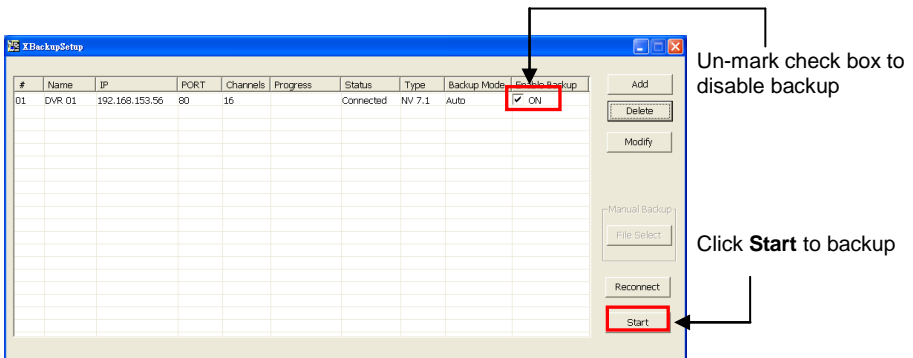 XBackupSetup
Un-mark check box to
disable backup
# Name IP PORT Channels Progress Status Type Backup Mode Enable Backup
01 DVR 01 192.168.153.56 80 16 Connected NV 7.1 Auto ON
Add
Delete
Modify
Manual Backup
File Select
Click Start to backup
Reconnect
Start